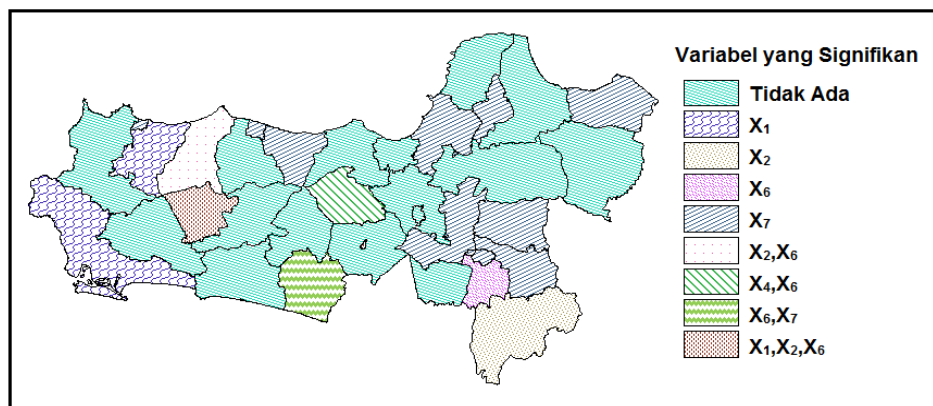 Variabel yang Signifikan
Tidak Ada
X₁
X₂
X₆
X₇
X₂,X₆
X₄,X₆
X₆,X₇
X₁,X₂,X₆